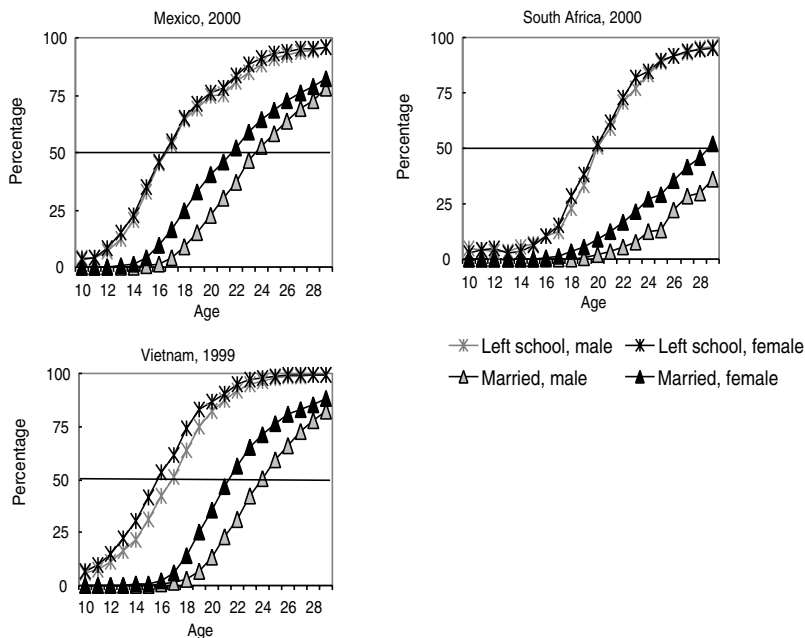 Mexico, 2000
100
75
50
25
0
Percentage
10 12 14 16 18 20 22 24 26 28
Age
South Africa, 2000
100
75
50
25
0
Percentage
10 12 14 16 18 20 22 24 26 28
Age
Left school, male Left school, female
Married, male Married, female
Vietnam, 1999
100
75
50
25
0
Percentage
10 12 14 16 18 20 22 24 26 28
Age